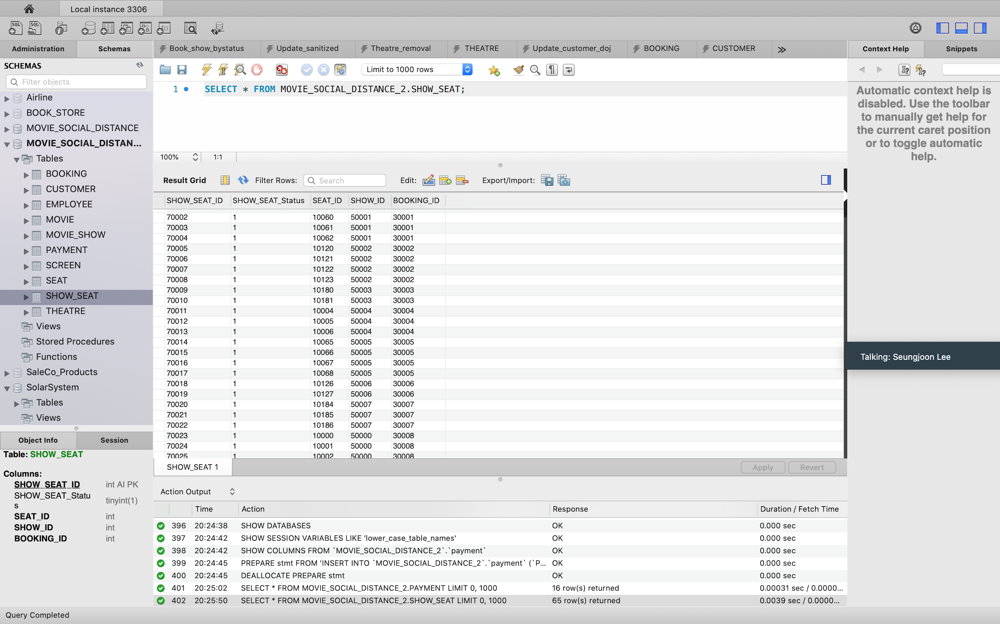 Local instance 3306
Administration
Schemas
Book_show_bystatus
Update_sanitized
Theatre_removal
THEATRE
Update_customer_doj
BOOKING
CUSTOMER
Context Help
Snippets
SCHEMAS
Filter objects
Limit to 1000 rows
1 SELECT * FROM MOVIE_SOCIAL_DISTANCE_2.SHOW_SEAT;
Airline
BOOK_STORE
MOVIE_SOCIAL_DISTANCE
MOVIE_SOCIAL_DISTAN...
Tables
BOOKING
CUSTOMER
EMPLOYEE
MOVIE
MOVIE_SHOW
PAYMENT
SCREEN
SEAT
SHOW_SEAT
THEATRE
Views
Stored Procedures
Functions
SaleCo_Products
SolarSystem
Tables
Views
100% 1:1
Result Grid Filter Rows: Search Edit: Export/Import:
SHOW_SEAT_ID SHOW_SEAT_Status SEAT_ID SHOW_ID BOOKING_ID
70002 1 10060 50001 30001
70003 1 10061 50001 30001
70004 1 10062 50001 30001
70005 1 10120 50002 30002
70006 1 10121 50002 30002
70007 1 10122 50002 30002
70008 1 10123 50002 30002
70009 1 10180 50003 30003
70010 1 10181 50003 30003
70011 1 10004 50004 30004
70012 1 10005 50004 30004
70013 1 10006 50004 30004
70014 1 10065 50005 30005
70015 1 10066 50005 30005
70016 1 10067 50005 30005
70017 1 10068 50005 30005
70018 1 10126 50006 30006
70019 1 10127 50006 30006
70020 1 10184 50007 30007
70021 1 10185 50007 30007
70022 1 10186 50007 30007
70023 1 10000 50000 30008
70024 1 10001 50000 30008
70025 1 10002 50000 30008
SHOW_SEAT 1
Apply
Revert
Automatic context help is
disabled. Use the toolbar
to manually get help for
the current caret position
or to toggle automatic
help.
Talking: Seungjoon Lee
Object Info
Session
Table: SHOW_SEAT
Columns:
SHOW_SEAT_ID int AI PK
SHOW_SEAT_Statu
s tinyint(1)
SEAT_ID int
SHOW_ID int
BOOKING_ID int
Action Output
Time Action Response Duration / Fetch Time
396 20:24:38 SHOW DATABASES OK 0.000 sec
397 20:24:42 SHOW SESSION VARIABLES LIKE 'lower_case_table_names' OK 0.000 sec
398 20:24:42 SHOW COLUMNS FROM `MOVIE_SOCIAL_DISTANCE_2`.`payment` OK 0.000 sec
399 20:24:45 PREPARE stmt FROM 'INSERT INTO `MOVIE_SOCIAL_DISTANCE_2`.`payment` (`P... OK 0.000 sec
400 20:24:45 DEALLOCATE PREPARE stmt OK 0.000 sec
401 20:25:02 SELECT * FROM MOVIE_SOCIAL_DISTANCE_2.PAYMENT LIMIT 0, 1000 16 row(s) returned 0.00031 sec / 0.0000...
402 20:25:50 SELECT * FROM MOVIE_SOCIAL_DISTANCE_2.SHOW_SEAT LIMIT 0, 1000 65 row(s) returned 0.0039 sec / 0.0000...
Query Completed